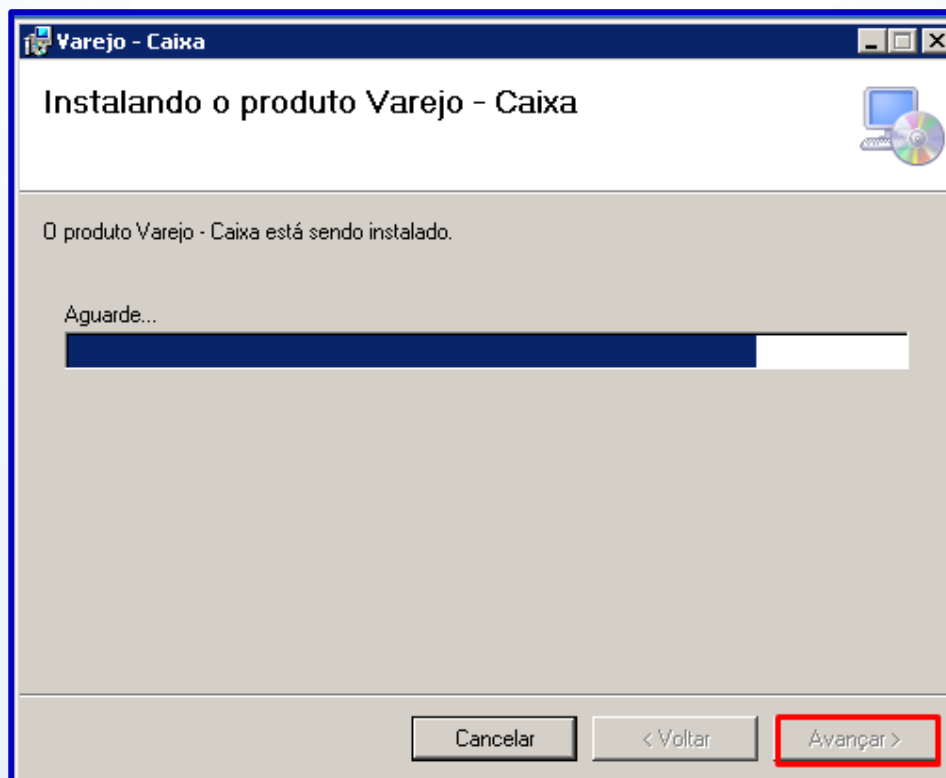 Varejo - Caixa
Instalando o produto Varejo - Caixa
O produto Varejo - Caixa está sendo instalado.
Aguarde...
Cancelar
< Voltar
Avançar >